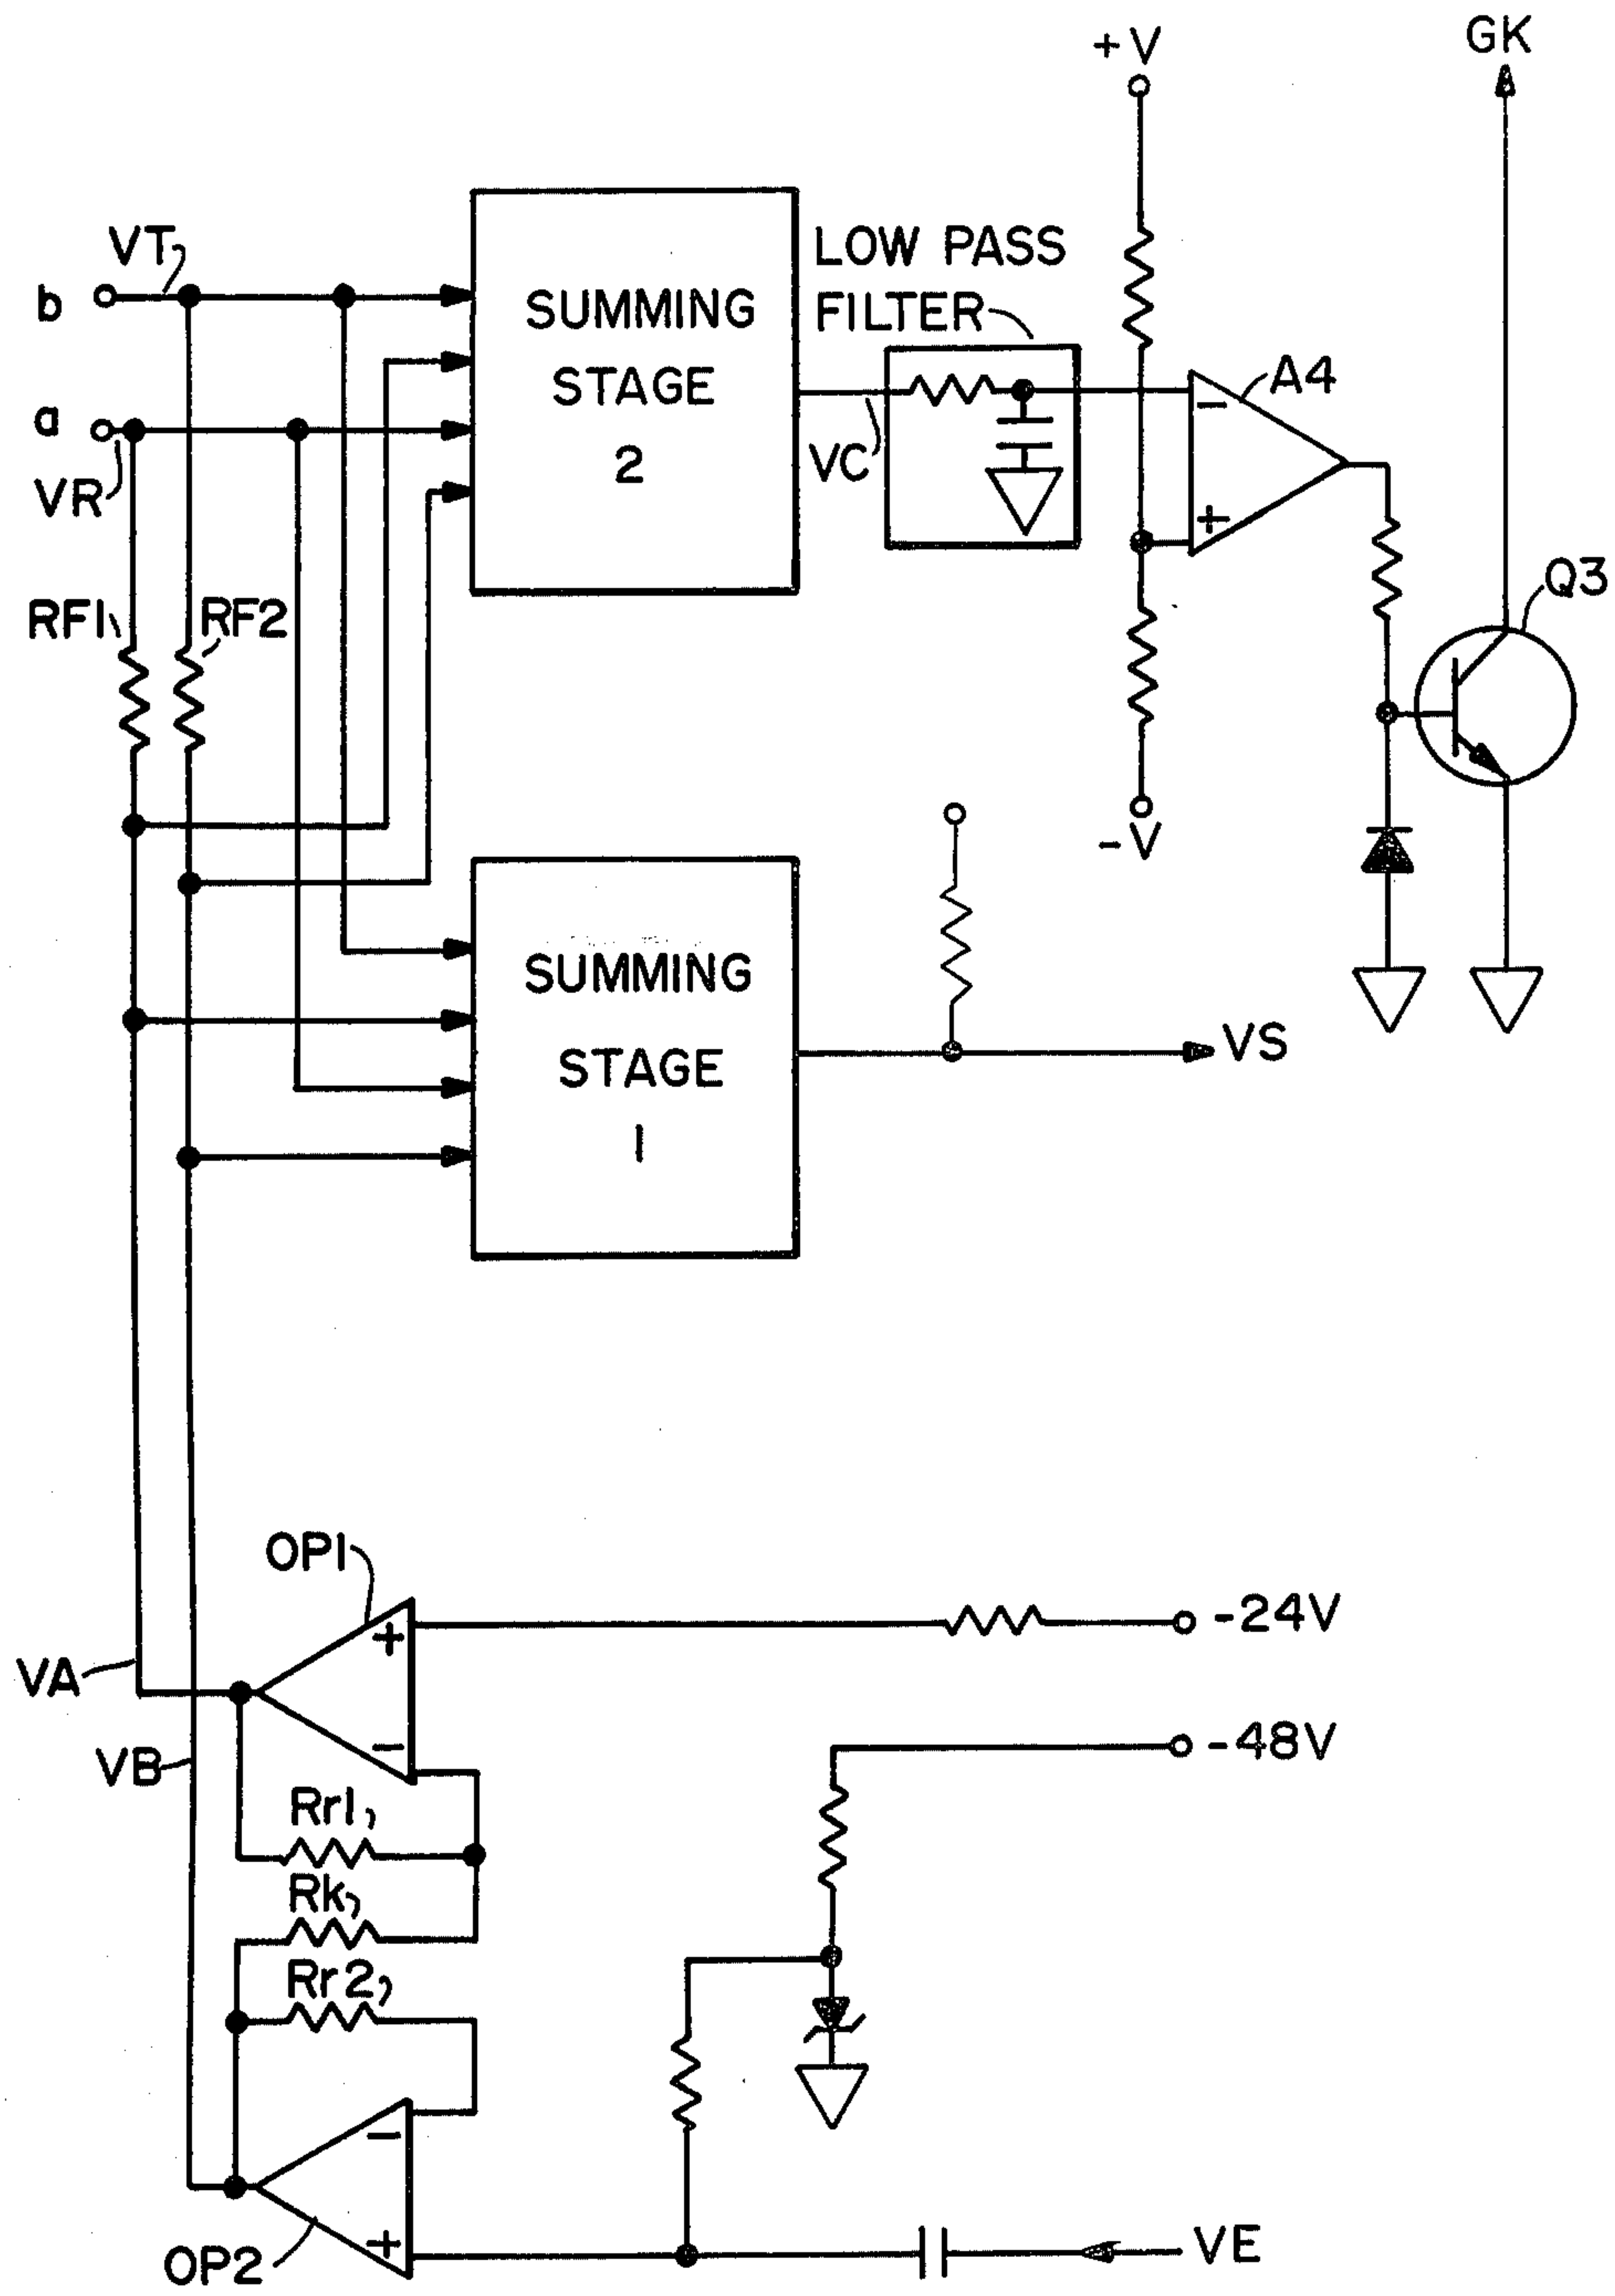 +V
GK
VT
b
SUMMING
STAGE
2
LOW PASS
FILTER
A4
a
VR
VC
-
+
Q3
RF1
RF2
-V
SUMMING
STAGE
1
VS
OP1
+
-24V
VA
-
-48V
VB
Rr1
Rk
Rr2
-
+
OP2
VE